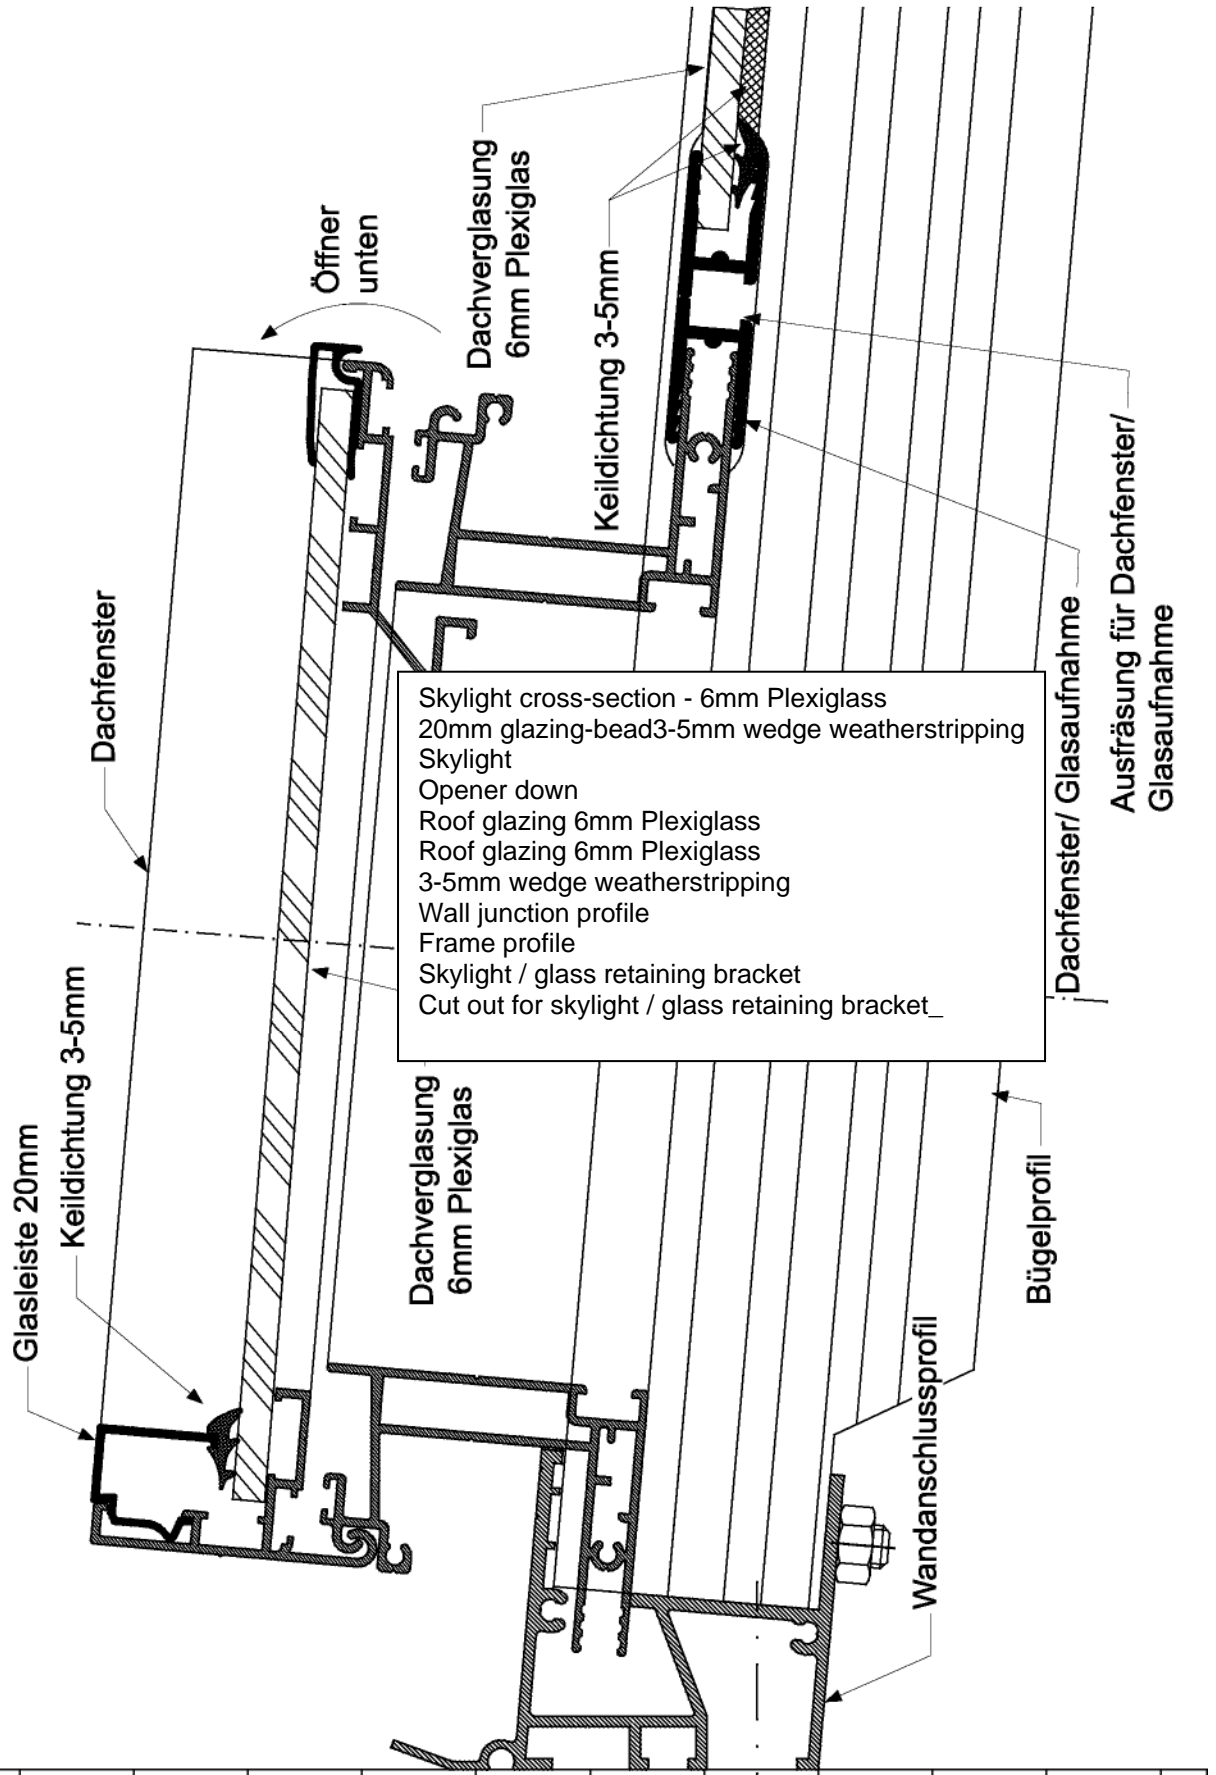 Glasleiste 20mm
Keildichtung 3-5mm
Dachfenster
Öffner
unten
Dachverglasung
6mm Plexiglas
Dachverglasung
6mm Plexiglas
Keildichtung 3-5mm
Wandanschlussprofil
Bügelprofil
Dachfenster/ Glasaufnahme
Ausfräsung für Dachfenster/
Glasaufnahme
Skylight cross-section - 6mm Plexiglass
20mm glazing-bead3-5mm wedge weatherstripping
Skylight
Opener down
Roof glazing 6mm Plexiglass
Roof glazing 6mm Plexiglass
3-5mm wedge weatherstripping
Wall junction profile
Frame profile
Skylight / glass retaining bracket
Cut out for skylight / glass retaining bracket_